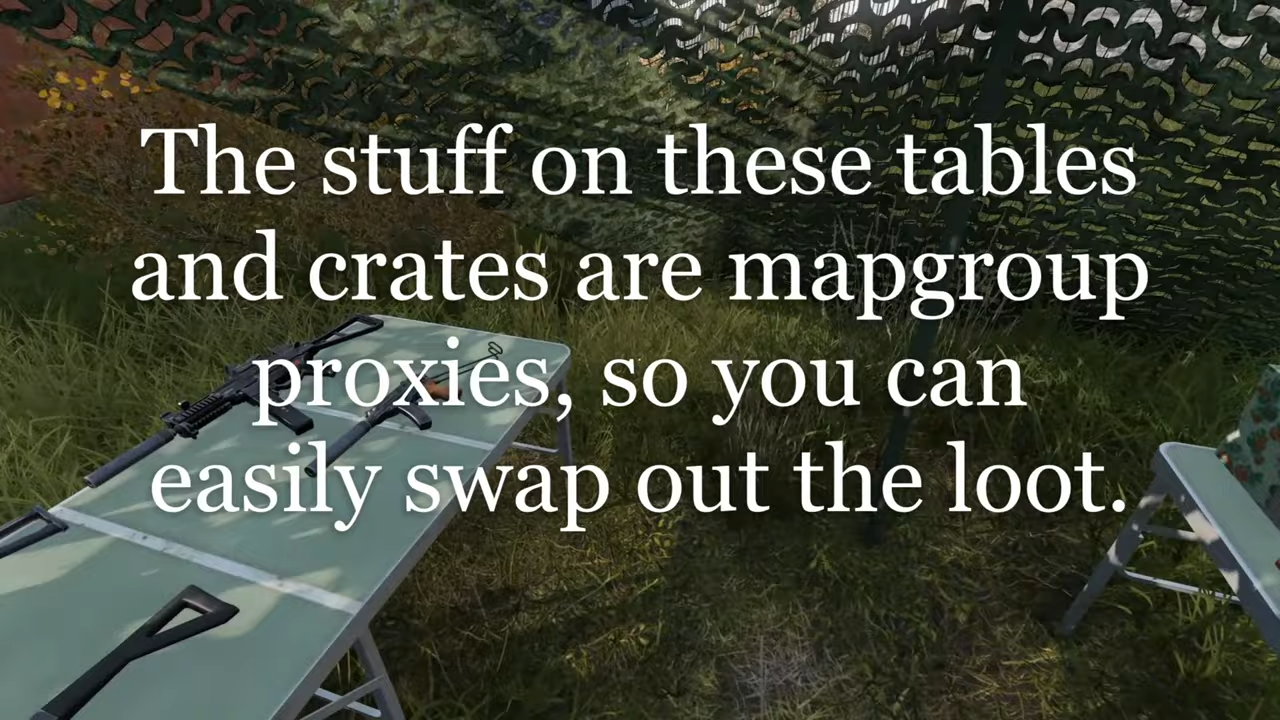 The stuff on these tables
and crates are mapgroup
proxies, so you can
easily swap out the loot.